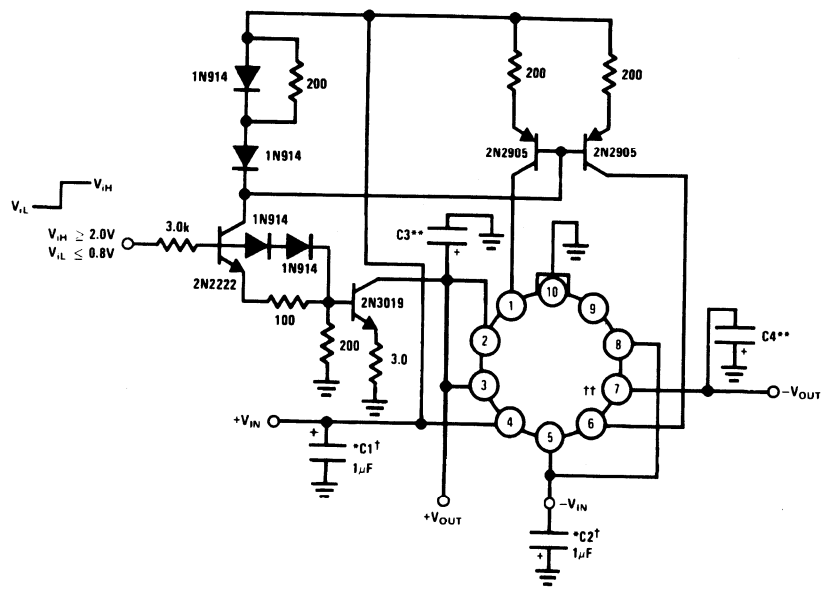 1N914
200
200
200
1N914
2N2905
2N2905
ViH
ViL
ViH ≥ 2.0V
ViL ≤ 0.8V
3.0k
1N914
1N914
2N2222
C3**
+
2N3019
100
200
3.0
1
10
9
2
8
3
†† 7
4
5
6
C4**
+
−VOUT
+VIN
+
*C1†
1μF
+VOUT
−VIN
*C2†
1μF
+